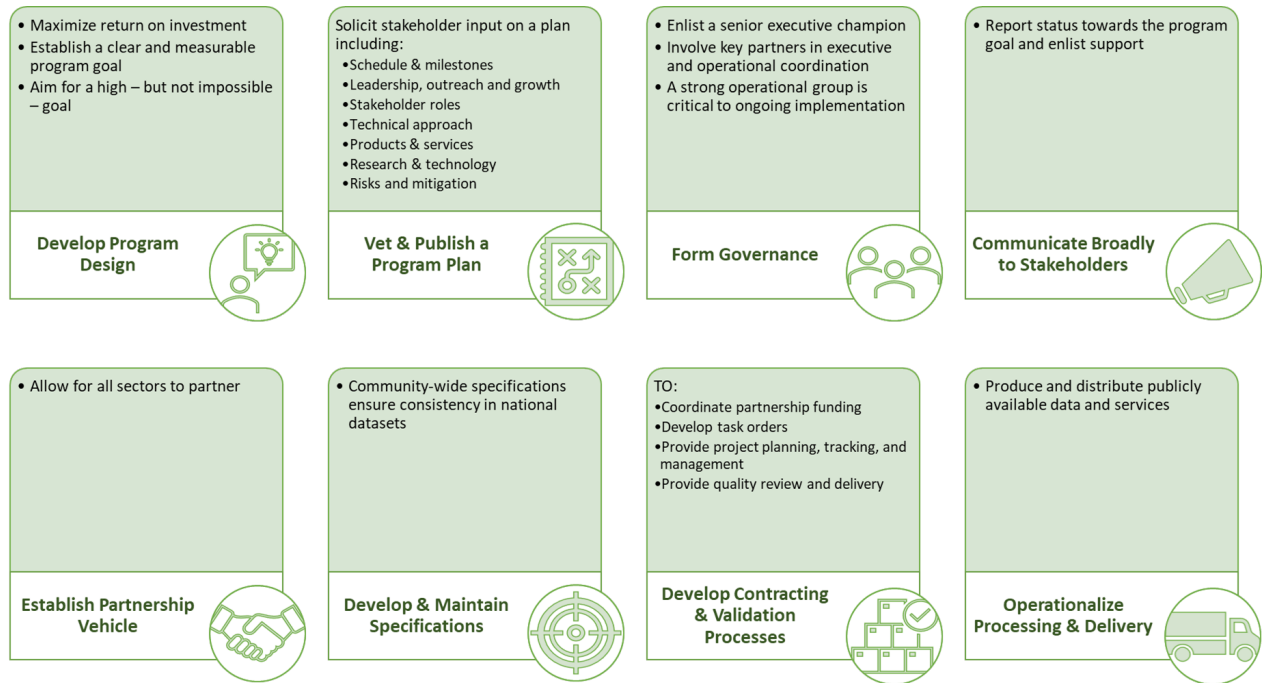 • Maximize return on investment
• Establish a clear and measurable
program goal
• Aim for a high – but not impossible
– goal
Develop Program
Design
Solicit stakeholder input on a plan
including:
•Schedule & milestones
•Leadership, outreach and growth
•Stakeholder roles
•Technical approach
•Products & services
•Research & technology
•Risks and mitigation
Vet & Publish a
Program Plan
• Enlist a senior executive champion
• Involve key partners in executive
and operational coordination
• A strong operational group is
critical to ongoing implementation
Form Governance
• Report status towards the program
goal and enlist support
Communicate Broadly
to Stakeholders
• Allow for all sectors to partner
Establish Partnership
Vehicle
• Community-wide specifications
ensure consistency in national
datasets
Develop & Maintain
Specifications
TO:
•Coordinate partnership funding
•Develop task orders
•Provide project planning, tracking, and
management
•Provide quality review and delivery
Develop Contracting
& Validation
Processes
• Produce and distribute publicly
available data and services
Operationalize
Processing & Delivery